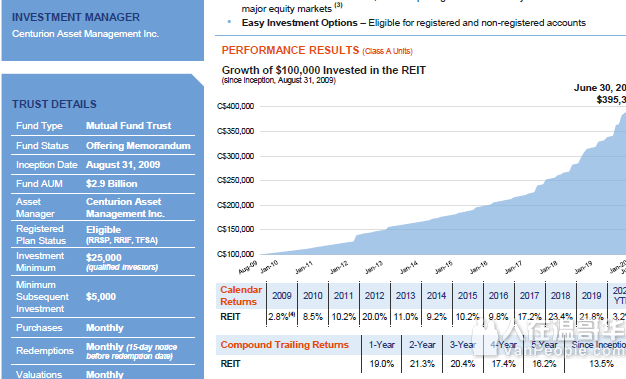 INVESTMENT MANAGER
Centurion Asset Management Inc.
TRUST DETAILS
Fund Type Mutual Fund Trust
Fund Status Offering Memorandum
Inception Date August 31, 2009
Fund AUM $2.9 Billion
Asset Manager Centurion Asset Management Inc.
Registered Plan Status Eligible (RRSP, RRIF, TFSA)
Investment Minimum $25,000 (qualified investors)
Minimum Subsequent Investment $5,000
Purchases Monthly
Redemptions Monthly (15-day notice before redemption date)
Valuations Monthly
major equity markets (3)
• Easy Investment Options – Eligible for registered and non-registered accounts
PERFORMANCE RESULTS (Class A Units)
Growth of $100,000 Invested in the REIT
(since inception, August 31, 2009)
June 30, 20
$395,3
C$400,000
C$350,000
C$300,000
C$250,000
C$200,000
C$150,000
C$100,000
Aug-09 Jan-10 Jan-11 Jan-12 Jan-13 Jan-14 Jan-15 Jan-16 Jan-17 Jan-18 Jan-19 Jan-20
Calendar Returns 2009 2010 2011 2012 2013 2014 2015 2016 2017 2018 2019 202 YT
REIT 2.8%(4) 8.5% 10.2% 20.0% 11.0% 9.2% 10.2% 9.8% 17.2% 23.4% 21.8% 3.2
Compound Trailing Returns 1-Year 2-Year 3-Year 4-Year 5-Year Since Inceptio
REIT 19.0% 21.3% 20.4% 17.4% 16.2% 13.5%
人在温哥华
VanPeople.com